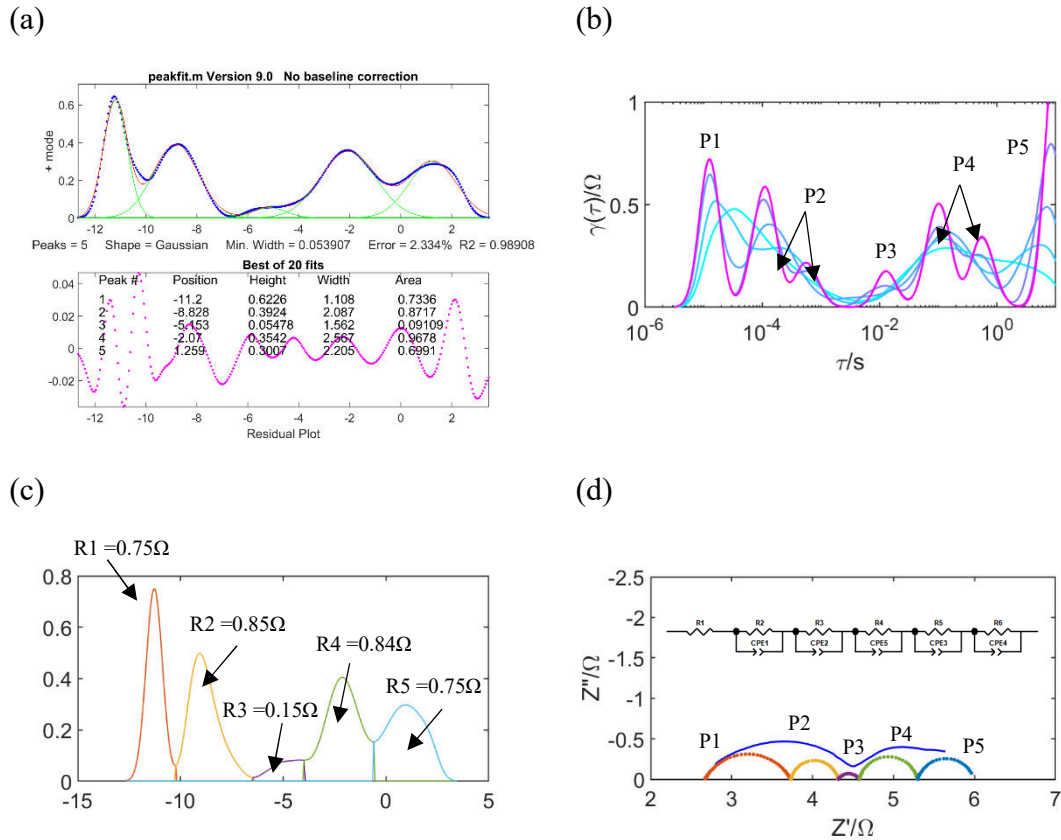 (a)
peakfit.m Version 9.0 No baseline correction
0.6
0.4
0.2
0
+ mode
-12 -10 -8 -6 -4 -2 0 2
Peaks = 5 Shape = Gaussian Min. Width = 0.053907 Error = 2.334% R2 = 0.98908
Best of 20 fits
Peak # Position Height Width Area
1 -11.2 0.6226 1.108 0.7336
2 -8.828 0.3924 2.087 0.8717
3 0.05478 1.562 0.09109
4 -2.07 0.3542 2.567 0.9678
5 1.259 0.3007 2.205 0.6991
0.04
0.02
0
-0.02
-12 -10 -8 -6 -4 -2 0 2
Residual Plot
(b)
1
0.5
0
γ(τ)/Ω
P1
P2
P3
P4
P5
10-6 10-4 10-2 100
τ/s
(c)
R1 =0.75Ω
R2 =0.85Ω
R3 =0.15Ω
R4 =0.84Ω
R5 =0.75Ω
0.8
0.6
0.4
0.2
0
-15 -10 -5 0 5
(d)
-2.5
-2
-1.5
-1
-0.5
0
Z''/Ω
R1 R2 R3 R4 R5 R6
CPE1 CPE2 CPE5 CPE3 CPE4
P1 P2 P3 P4 P5
2 3 4 5 6 7
Z'/Ω